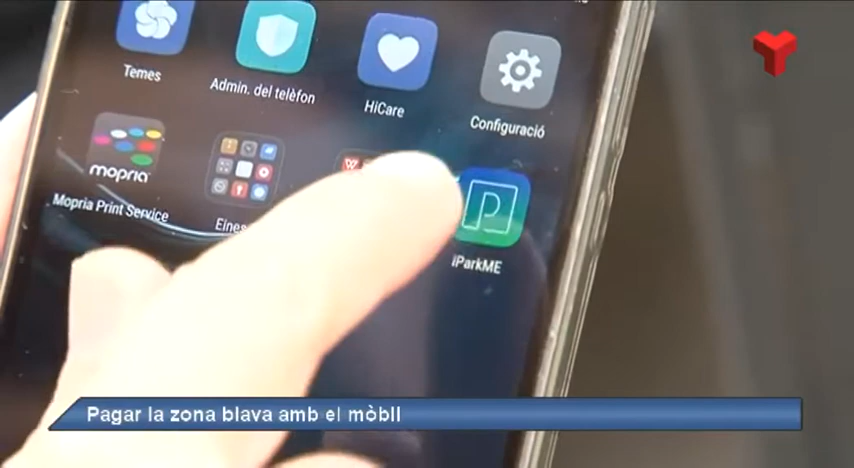 Temes
Admin. del telèfon
HiCare
Configuració
mopria
Mopria Print Service
Eines
iParkME
Pagar la zona blava amb el mòbil